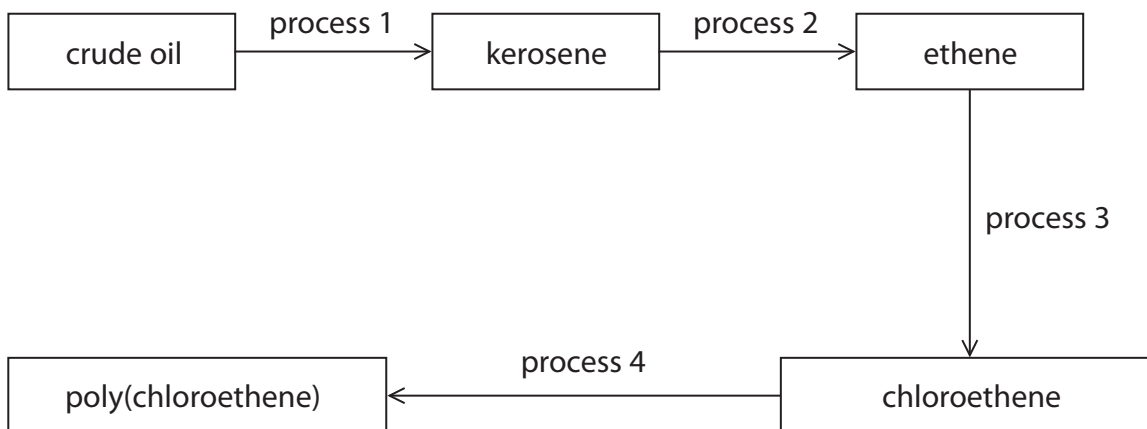 crude oil
process 1
kerosene
process 2
ethene
process 3
chloroethene
process 4
poly(chloroethene)